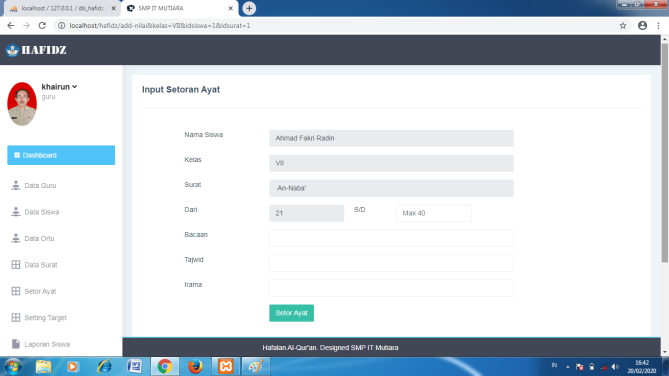 localhost / 127.0.0.1 / db_hafidz
SMP IT MUTIARA
localhost/hafidz/add-nilai&kelas=VII&idsiswa=1&idsurat=1
HAFIDZ
khairun
guru
Input Setoran Ayat
Nama Siswa
Ahmad Fakri Radin
Kelas
VII
Dashboard
Surat
An-Naba'
Data Guru
Dari
21
S/D
Max 40
Data Siswa
Bacaan
Data Ortu
Tajwid
Data Surat
Irama
Setor Ayat
Setor Ayat
Setting Target
Laporan Siswa
Hafalan Al-Qur'an. Designed SMP IT Mutiara
IN
16:42
20/02/2020